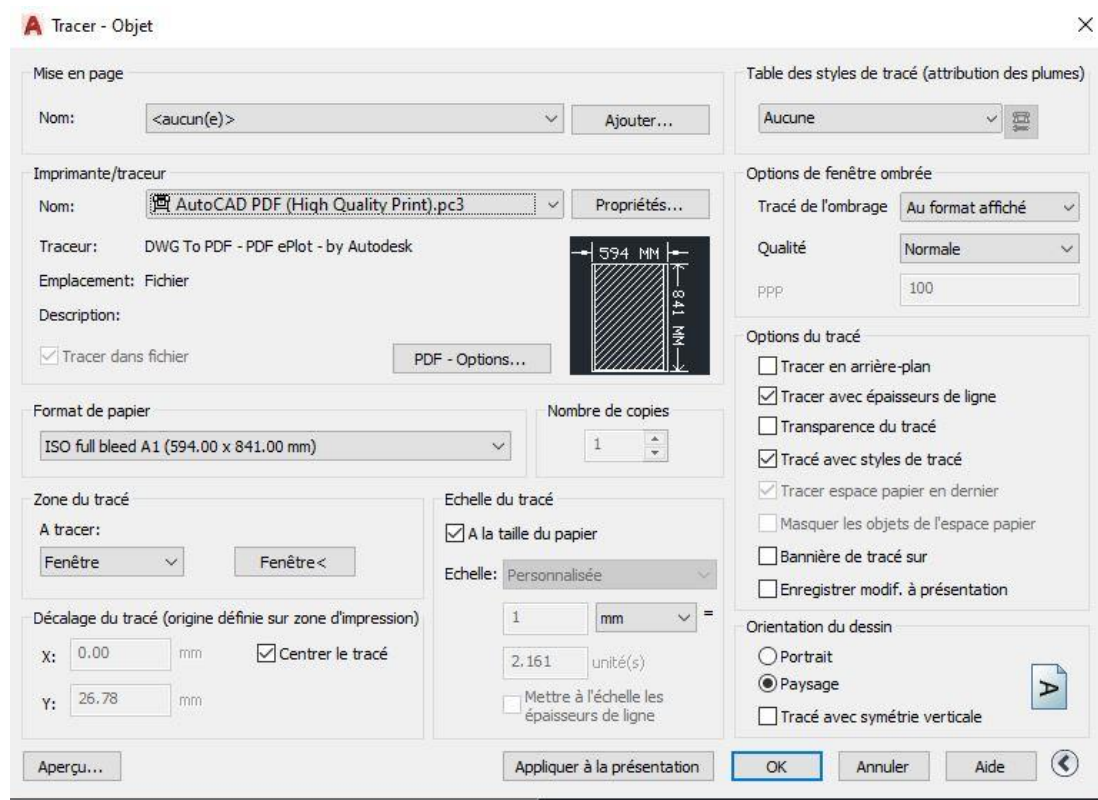 Tracer - Objet
Mise en page
Nom:
<aucun(e)>
Ajouter...
Table des styles de tracé (attribution des plumes)
Aucune
Imprimante/traceur
Nom:
AutoCAD PDF (High Quality Print).pc3
Propriétés...
Traceur:
DWG To PDF - PDF ePlot - by Autodesk
Emplacement:
Fichier
Description:
Tracer dans fichier
PDF - Options...
594 MM
841 MM
Options de fenêtre ombrée
Tracé de l'ombrage
Au format affiché
Qualité
Normale
PPP
100
Format de papier
ISO full bleed A1 (594.00 x 841.00 mm)
Nombre de copies
1
Options du tracé
Tracer en arrière-plan
Tracer avec épaisseurs de ligne
Transparence du tracé
Tracé avec styles de tracé
Tracer espace papier en dernier
Masquer les objets de l'espace papier
Bannière de tracé sur
Enregistrer modif. à présentation
Zone du tracé
A tracer:
Fenêtre
Fenêtre<
Echelle du tracé
A la taille du papier
Echelle:
Personnalisée
1
mm
=
2.161
unité(s)
Mettre à l'échelle les
épaisseurs de ligne
Décalage du tracé (origine définie sur zone d'impression)
X:
0.00
mm
Centrer le tracé
Y:
26.78
mm
Orientation du dessin
Portrait
Paysage
Tracé avec symétrie verticale
A
Aperçu...
Appliquer à la présentation
OK
Annuler
Aide